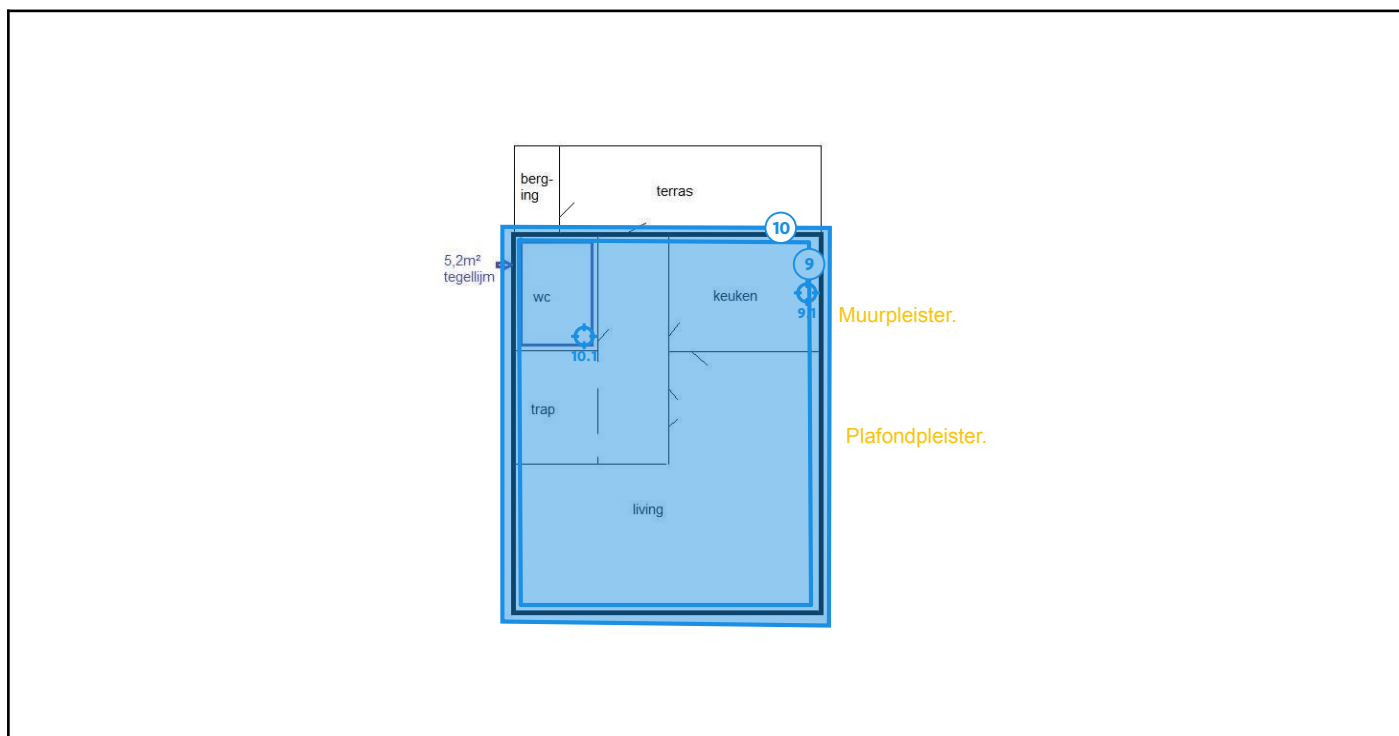 berg-
ing
terras
10
5,2m²
tegellijm
9
wc
keuken
9.1
Muurpleister.
10.1
trap
Plafondpleister.
living